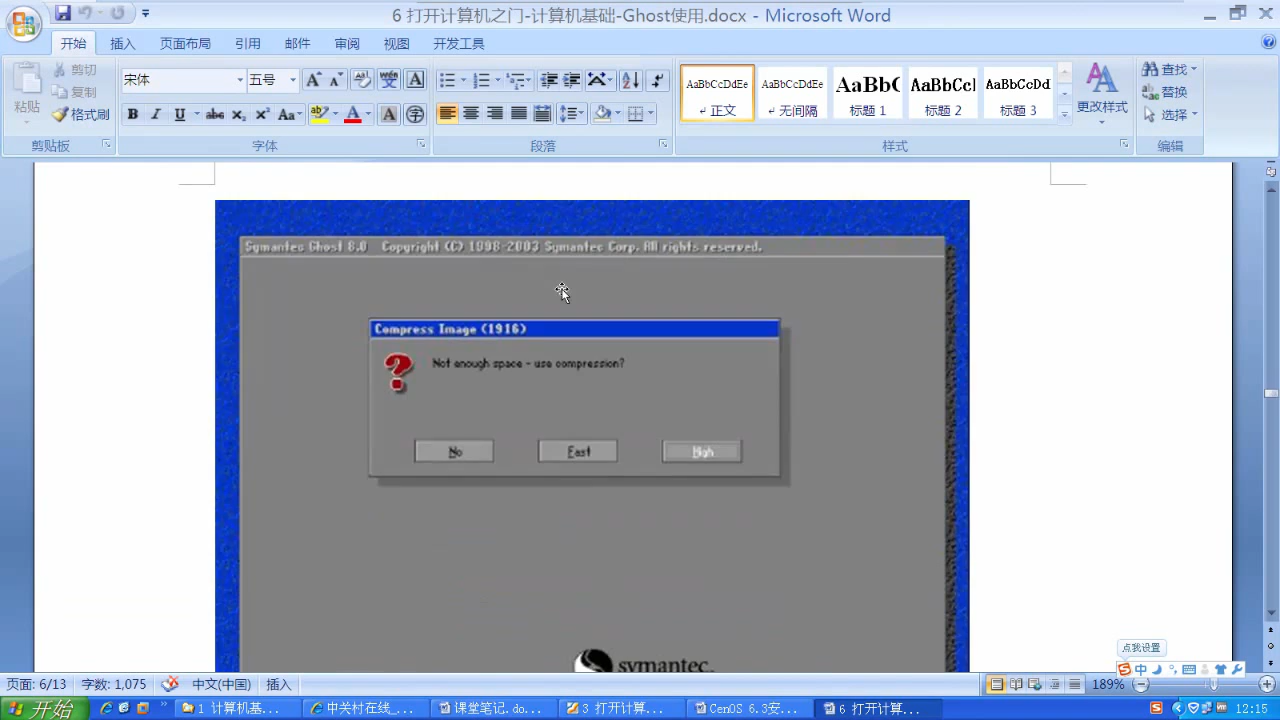 6 打开计算机之门-计算机基础-Ghost使用.docx - Microsoft Word
开始 插入 页面布局 引用 邮件 审阅 视图 开发工具
粘贴 剪切 宋体 五号 AaBbCcDdEe AaBbCcDdEe AaBbC AaBbCcl AaBbCcDd 更改样式 查找
复制 替换
格式刷 B I U abc x₂ x² Aa 正文 无间隔 标题 1 标题 2 标题 3 选择
剪贴板 字体 段落 样式 编辑
Symantec Ghost 8.0 Copyright (C) 1998-2003 Symantec Corp. All rights reserved.
Compress Image (1916)
Not enough space - use compression?
No Fast High
symantec.
点我设置
中
页面: 6/13 字数: 1,075 中文(中国) 插入 189%
开始 1 计算机基... 中关村在线_... 课堂笔记.do... 3 打开计算... CenOS 6.3安... 6 打开计算... 12:15